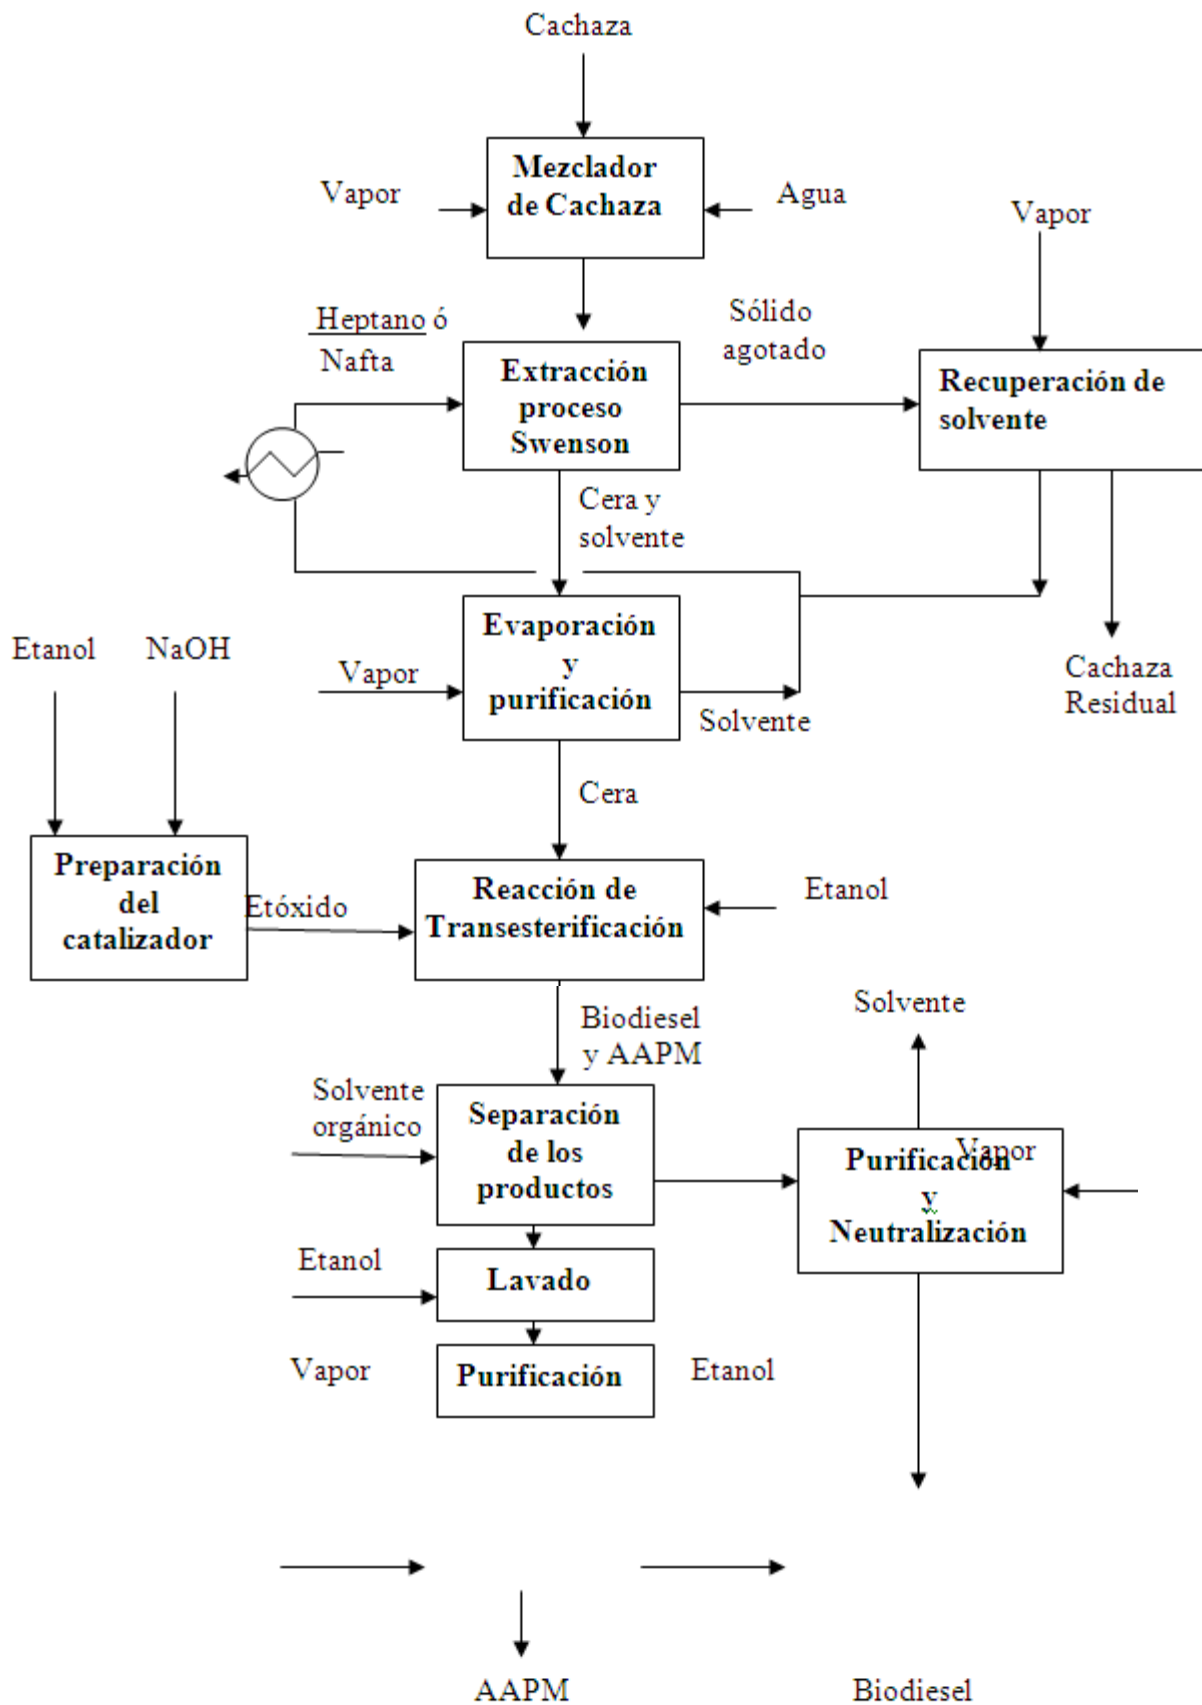 Cachaza
Mezclador
de Cachaza
Vapor
Agua
Vapor
Heptano ó
Nafta
Extracción
proceso
Swenson
Sólido
agotado
Recuperación de
solvente
Cera y
solvente
Etanol
NaOH
Vapor
Evaporación
y
purificación
Solvente
Cachaza
Residual
Cera
Preparación
del
catalizador
Etóxido
Reacción de
Transesterificación
Etanol
Biodiesel
y AAPM
Solvente
Solvente
orgánico
Separación
de los
productos
Purificación
y
Neutralización
Vapor
Etanol
Lavado
Vapor
Purificación
Etanol
AAPM
Biodiesel